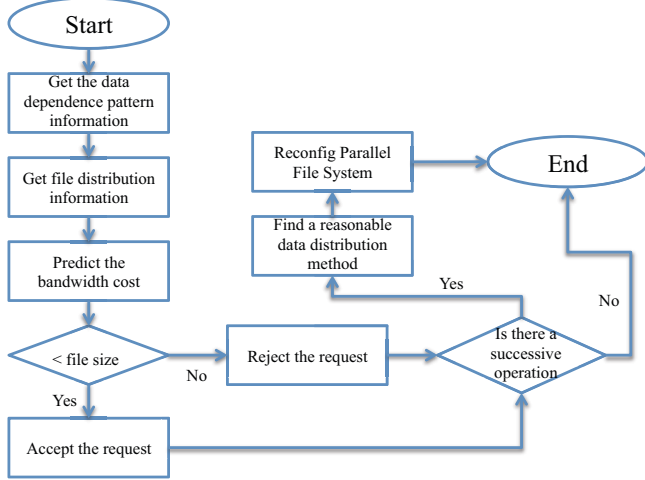 Start
Get the data
dependence pattern
information
Get file distribution
information
Predict the
bandwidth cost
< file size
No
Yes
Accept the request
Reject the request
Is there a
successive
operation
Yes
No
Find a reasonable
data distribution
method
Reconfig Parallel
File System
End